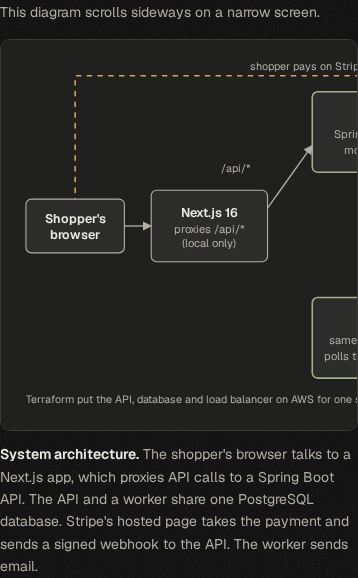 This diagram scrolls sideways on a narrow screen.
shopper pays on
/api/*
Shopper's
browser
Next.js 16
proxies /api/*
(local only)
same
polls
Terraform put the API, database and load balancer on AWS for one
System architecture. The shopper's browser talks to a
Next.js app, which proxies API calls to a Spring Boot
API. The API and a worker share one PostgreSQL
database. Stripe's hosted page takes the payment and
sends a signed webhook to the API. The worker sends
email.